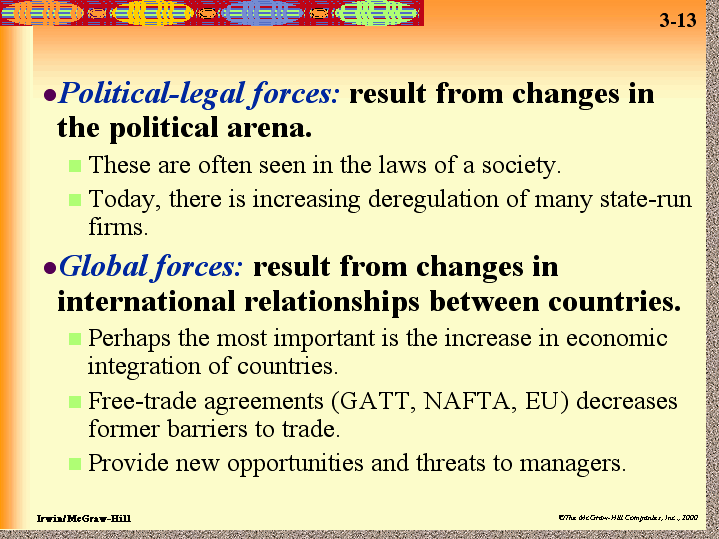 3-13
Political-legal forces: result from changes in
the political arena.
These are often seen in the laws of a society.
Today, there is increasing deregulation of many state-run
firms.
Global forces: result from changes in
international relationships between countries.
Perhaps the most important is the increase in economic
integration of countries.
Free-trade agreements (GATT, NAFTA, EU) decreases
former barriers to trade.
Provide new opportunities and threats to managers.
Irwin/McGraw-Hill
©The McGraw-Hill Companies, Inc., 2000